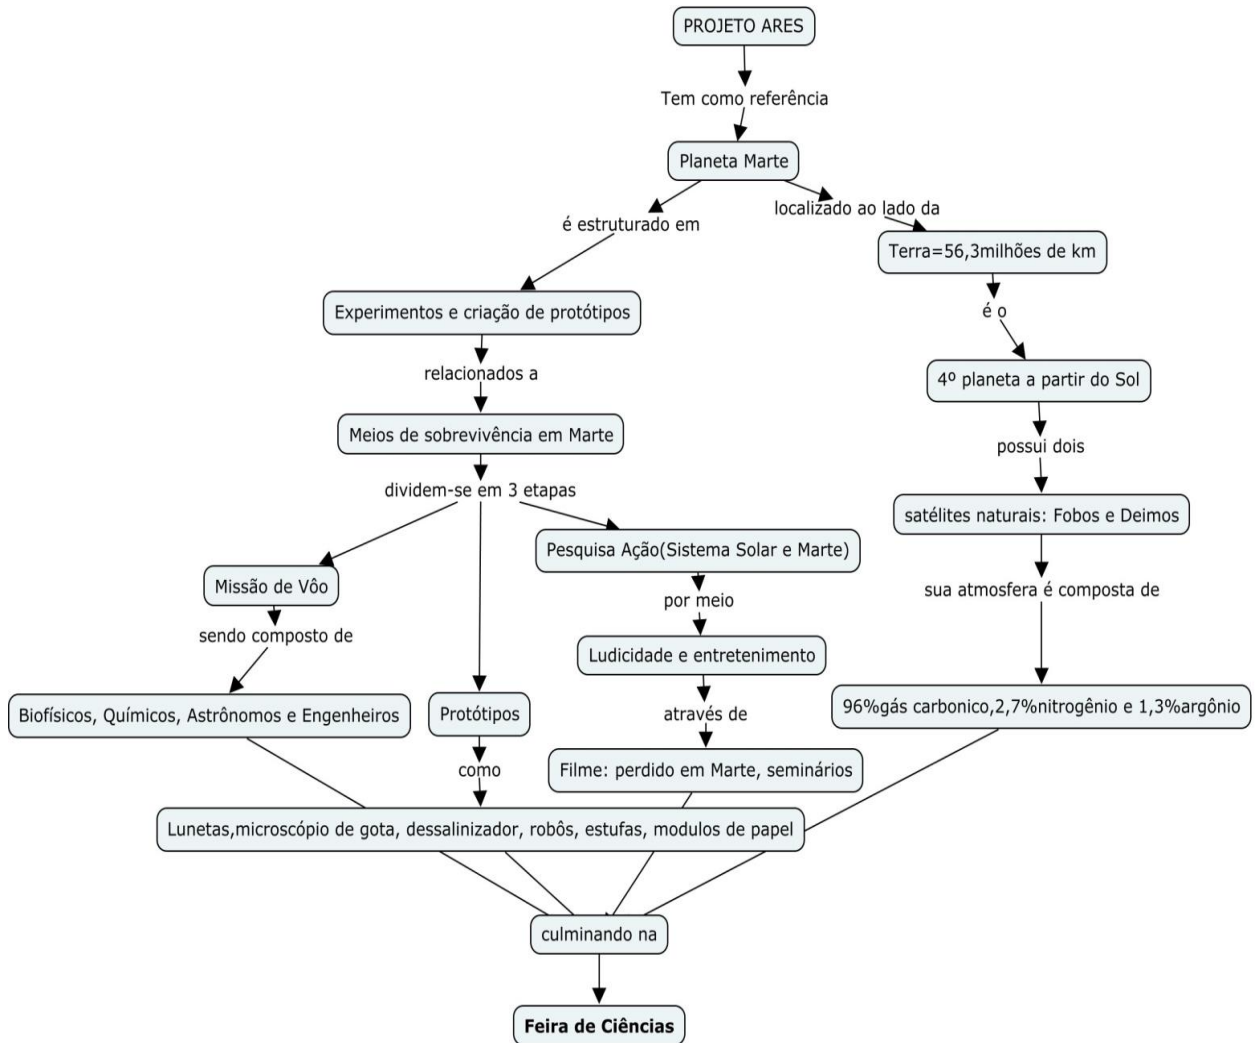 PROJETO ARES
Tem como referência
Planeta Marte
localizado ao lado da
é estruturado em
Terra=56,3milhões de km
Experimentos e criação de protótipos
é o
relacionados a
4º planeta a partir do Sol
Meios de sobrevivência em Marte
possui dois
dividem-se em 3 etapas
satélites naturais: Fobos e Deimos
Pesquisa Ação(Sistema Solar e Marte)
Missão de Vôo
sua atmosfera é composta de
por meio
sendo composto de
Ludicidade e entretenimento
Biofísicos, Químicos, Astrônomos e Engenheiros
Protótipos
através de
96%gás carbonico,2,7%nitrogênio e 1,3%argônio
como
Filme: perdido em Marte, seminários
Lunetas,microscópio de gota, dessalinizador, robôs, estufas, modulos de papel
culminando na
Feira de Ciências